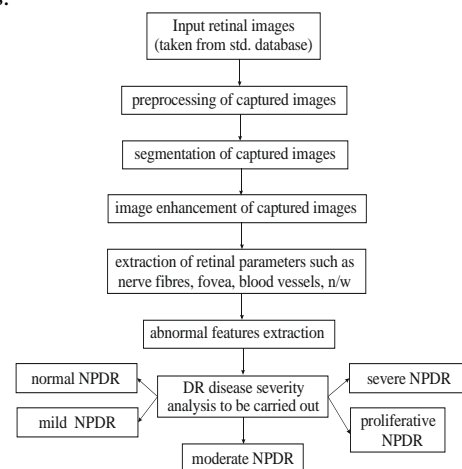 s.
Input retinal images
(taken from std. database)
preprocessing of captured images
segmentation of captured images
image enhancement of captured images
extraction of retinal parameters such as
nerve fibres, fovea, blood vessels, n/w
abnormal features extraction
normal NPDR
DR disease severity
analysis to be carried out
severe NPDR
mild NPDR
proliferative
NPDR
moderate NPDR